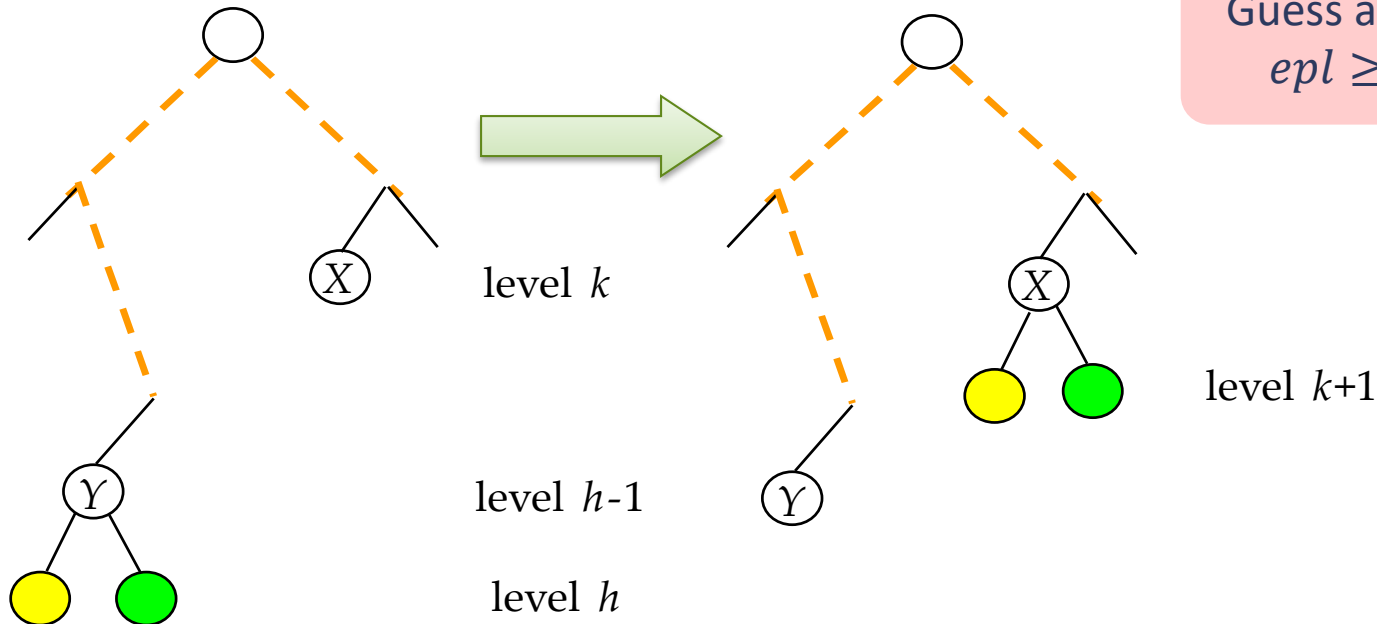 Guess a
epl ≥
X
level k
X
level k+1
Y
level h-1
Y
level h